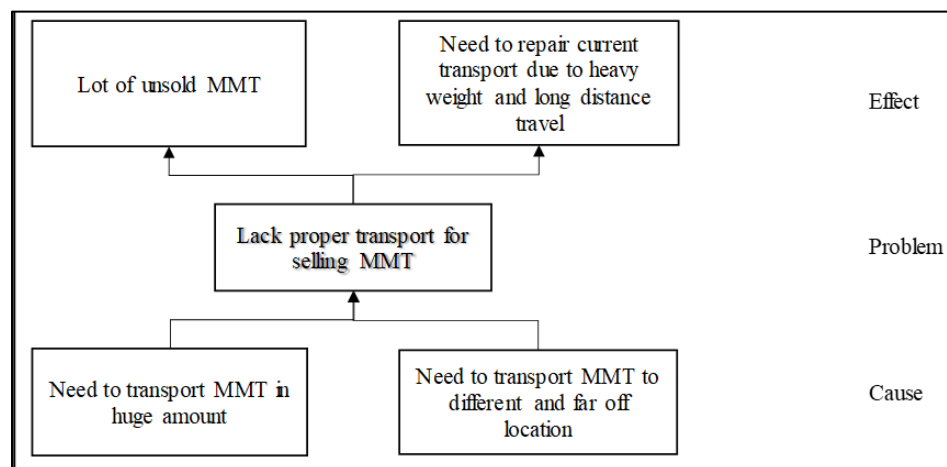 Lot of unsold MMT
Need to repair current
transport due to heavy
weight and long distance
travel
Effect
Lack proper transport for
selling MMT
Problem
Need to transport MMT in
huge amount
Need to transport MMT to
different and far off
location
Cause